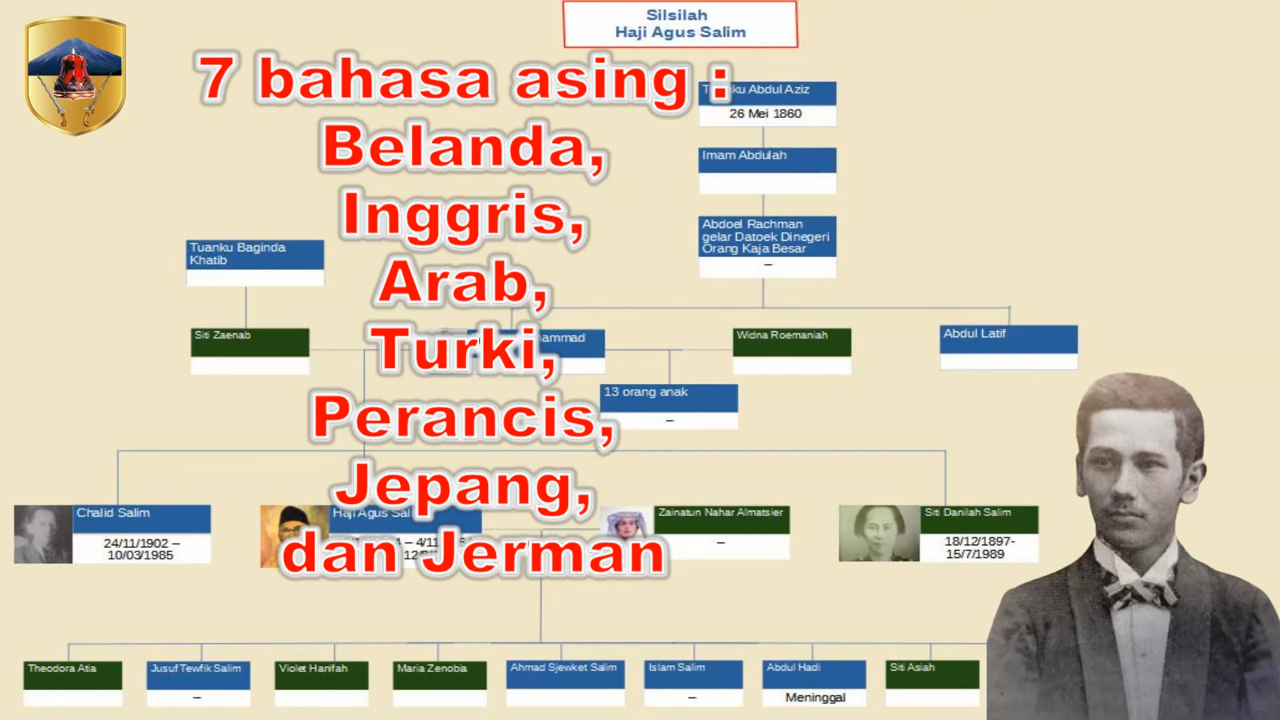 Silsilah
Haji Agus Salim
7 bahasa asing :
Belanda,
Inggris,
Arab,
Turki,
Perancis,
Jepang,
dan Jerman
Abdul Aziz
26 Mei 1860
Imam Abdulah
Abdoel Rachman
gelar Datoek Dinegeri
Orang Kaja Besar
–
Tuanku Baginda
Khatib
Siti Zaenab
Widna Roemaniah
Abdul Latif
13 orang anak
–
Chalid Salim
24/11/1902 –
10/03/1985
Haji Agus
Zainatun Nahar Almatsier
–
Siti Danilah Salim
18/12/1897-
15/7/1989
Theodora Atia
Jusuf Tewfik Salim
–
Violet Hanifah
Maria Zenobia
Ahmad Sjewket Salim
Islam Salim
–
Abdul Hadi
Meninggal
Siti Asiah